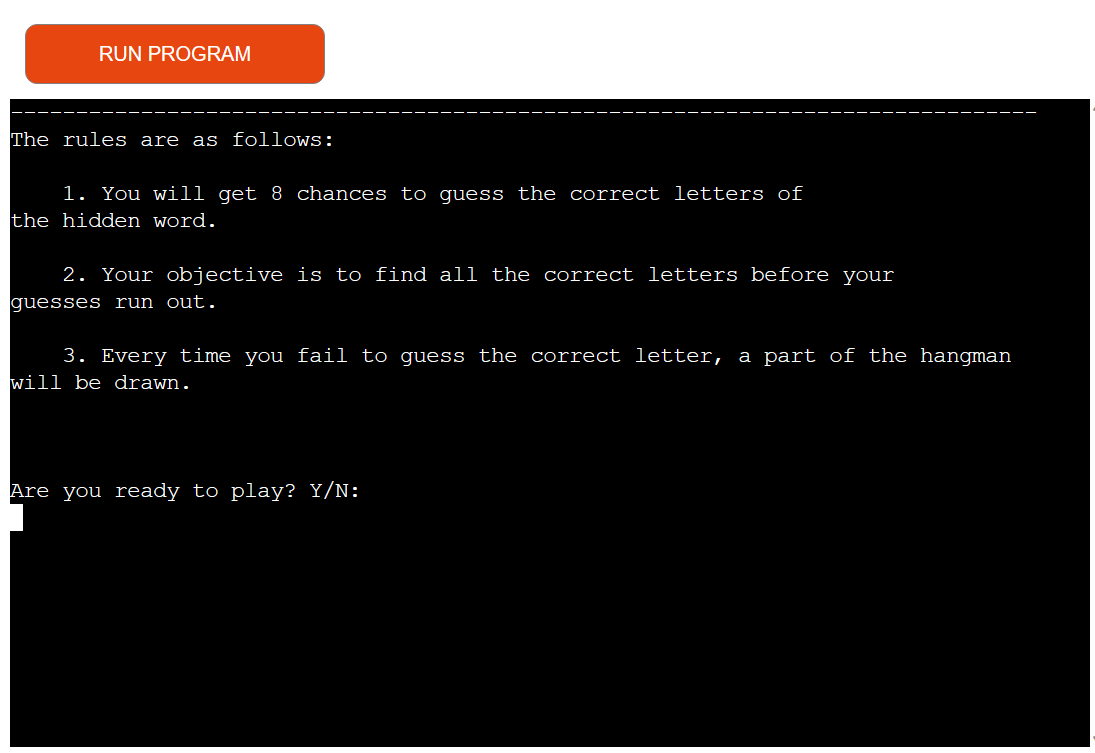 RUN PROGRAM
--------------------------------------------------------------------------------
The rules are as follows:
1. You will get 8 chances to guess the correct letters of
the hidden word.
2. Your objective is to find all the correct letters before your
guesses run out.
3. Every time you fail to guess the correct letter, a part of the hangman
will be drawn.
Are you ready to play? Y/N: